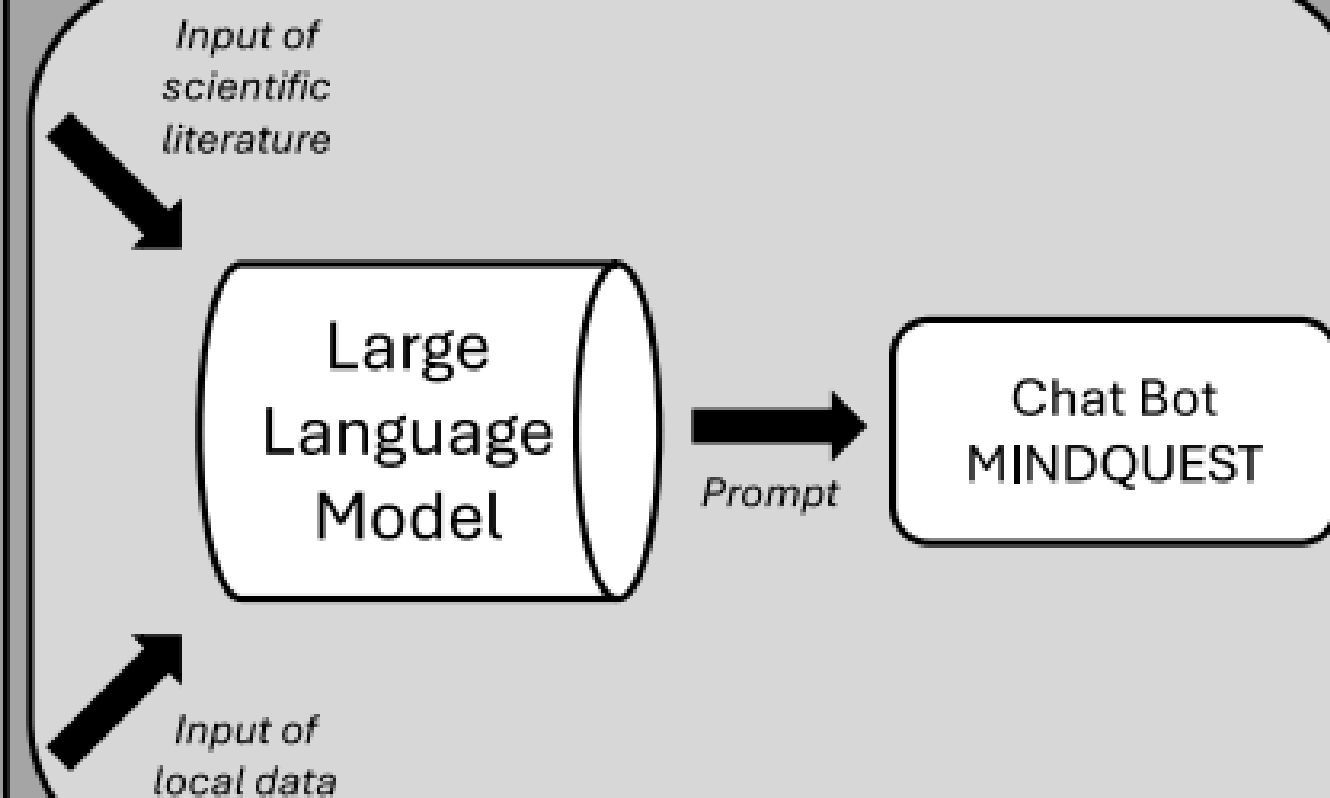 Input of
scientific
literature
Large
Language
Model
Prompt
Chat Bot
MINDQUEST
Input of
local data